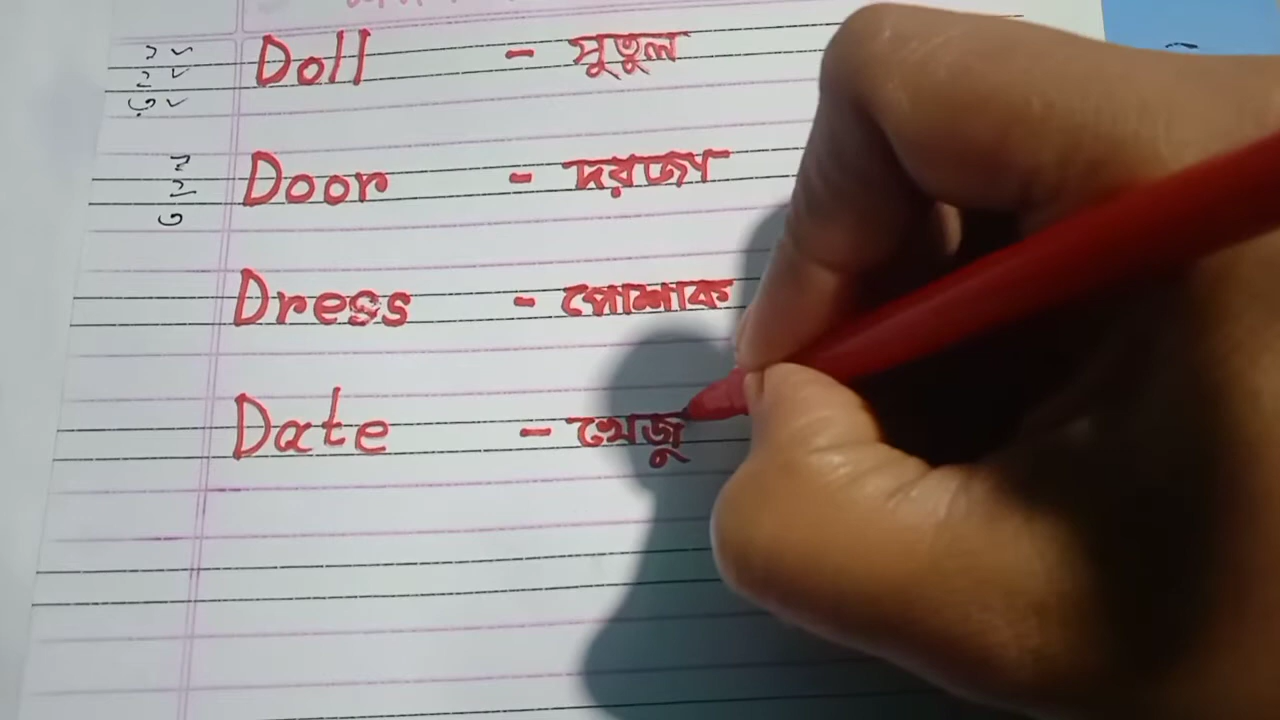 Doll - পুতুল
Door - দরজা
Dress - পোশাক
Date - খেজু